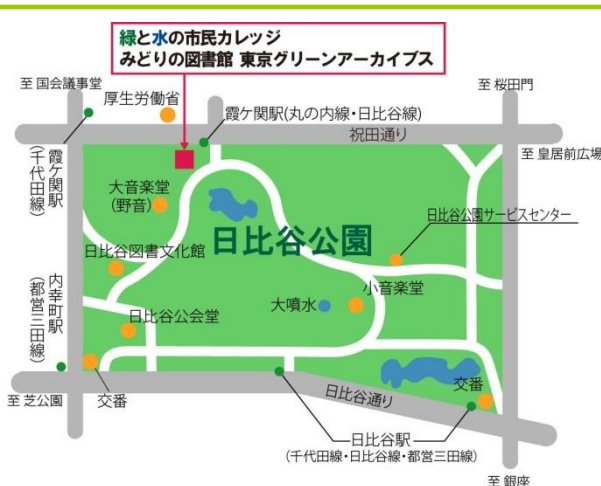 緑と水の市民カレッジ
みどりの図書館 東京グリーンアーカイブス
至 国会議事堂
厚生労働省
霞ケ関駅(丸の内線・日比谷線)
至 桜田門
祝田通り
至 皇居前広場
霞ケ関駅
(千代田線)
大音楽堂
(野音)
日比谷公園
日比谷公園サービスセンター
日比谷図書文化館
小音楽堂
大噴水
内幸町駅
(都営三田線)
日比谷公会堂
交番
至 芝公園
交番
日比谷通り
日比谷駅
(千代田線・日比谷線・都営三田線)
至 銀座